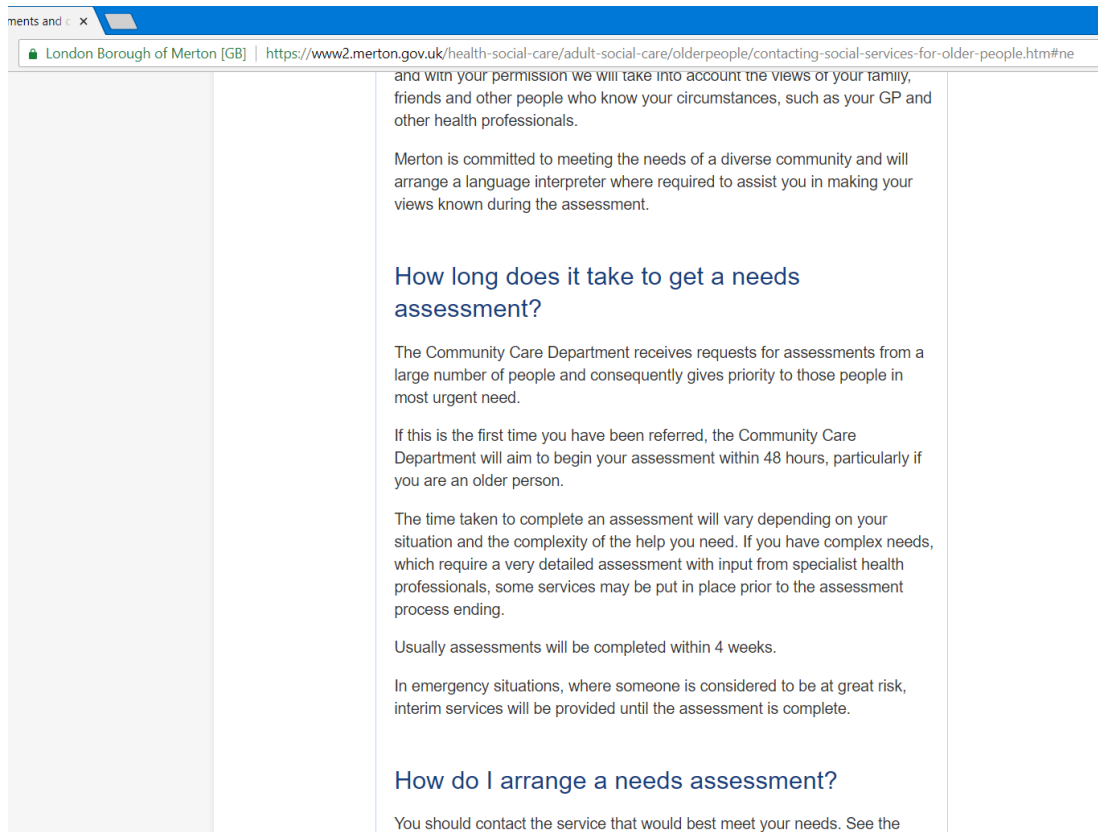 ments and c
London Borough of Merton [GB] | https://www2.merton.gov.uk/health-social-care/adult-social-care/olderpeople/contacting-social-services-for-older-people.htm#ne
and with your permission we will take into account the views of your family,
friends and other people who know your circumstances, such as your GP and
other health professionals.
Merton is committed to meeting the needs of a diverse community and will
arrange a language interpreter where required to assist you in making your
views known during the assessment.
How long does it take to get a needs
assessment?
The Community Care Department receives requests for assessments from a
large number of people and consequently gives priority to those people in
most urgent need.
If this is the first time you have been referred, the Community Care
Department will aim to begin your assessment within 48 hours, particularly if
you are an older person.
The time taken to complete an assessment will vary depending on your
situation and the complexity of the help you need. If you have complex needs,
which require a very detailed assessment with input from specialist health
professionals, some services may be put in place prior to the assessment
process ending.
Usually assessments will be completed within 4 weeks.
In emergency situations, where someone is considered to be at great risk,
interim services will be provided until the assessment is complete.
How do I arrange a needs assessment?
You should contact the service that would best meet your needs. See the